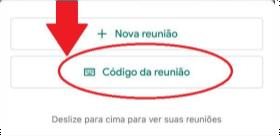 + Nova reunião
Código da reunião
Deslize para cima para ver suas reuniões